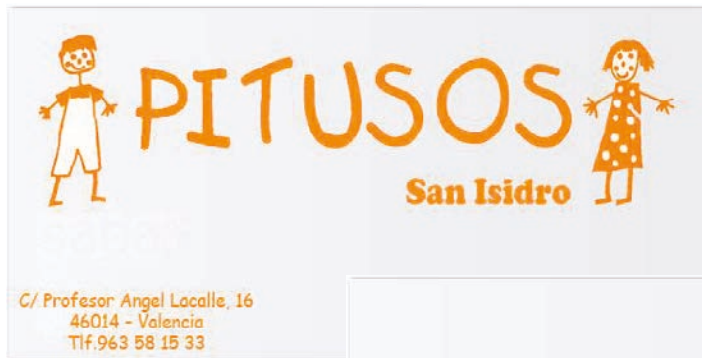 PITUSOS
San Isidro
C/ Profesor Angel Lacalle, 16
46014 - Valencia
Tlf.963 58 15 33